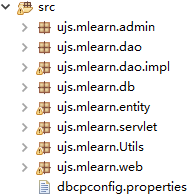 src
ujs.mlearn.admin
ujs.mlearn.dao
ujs.mlearn.dao.impl
ujs.mlearn.db
ujs.mlearn.entity
ujs.mlearn.servlet
ujs.mlearn.Utils
ujs.mlearn.web
dbcpconfig.properties